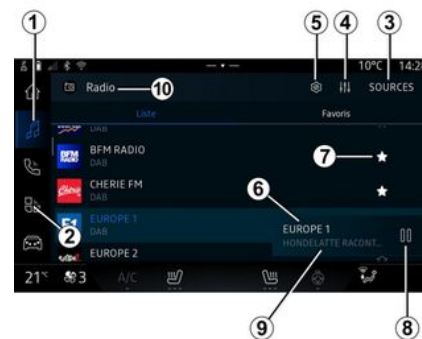 1
5
4
3
10°C 14:28
Radio
10
SOURCES
Liste
Favoris
DAB
BFM
RADIO
BFM RADIO
DAB
7
chérie
CHERIE FM
DAB
6
E1
EUROPE 1
DAB
EUROPE 1
HONDELATTE RACONT...
2
EUROPE 2
21°C
3
A/C
9
8